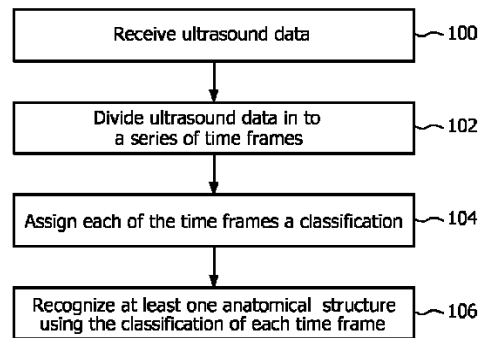 Receive ultrasound data
100
Divide ultrasound data in to
a series of time frames
102
Assign each of the time frames a classification
104
Recognize at least one anatomical structure
using the classification of each time frame
106